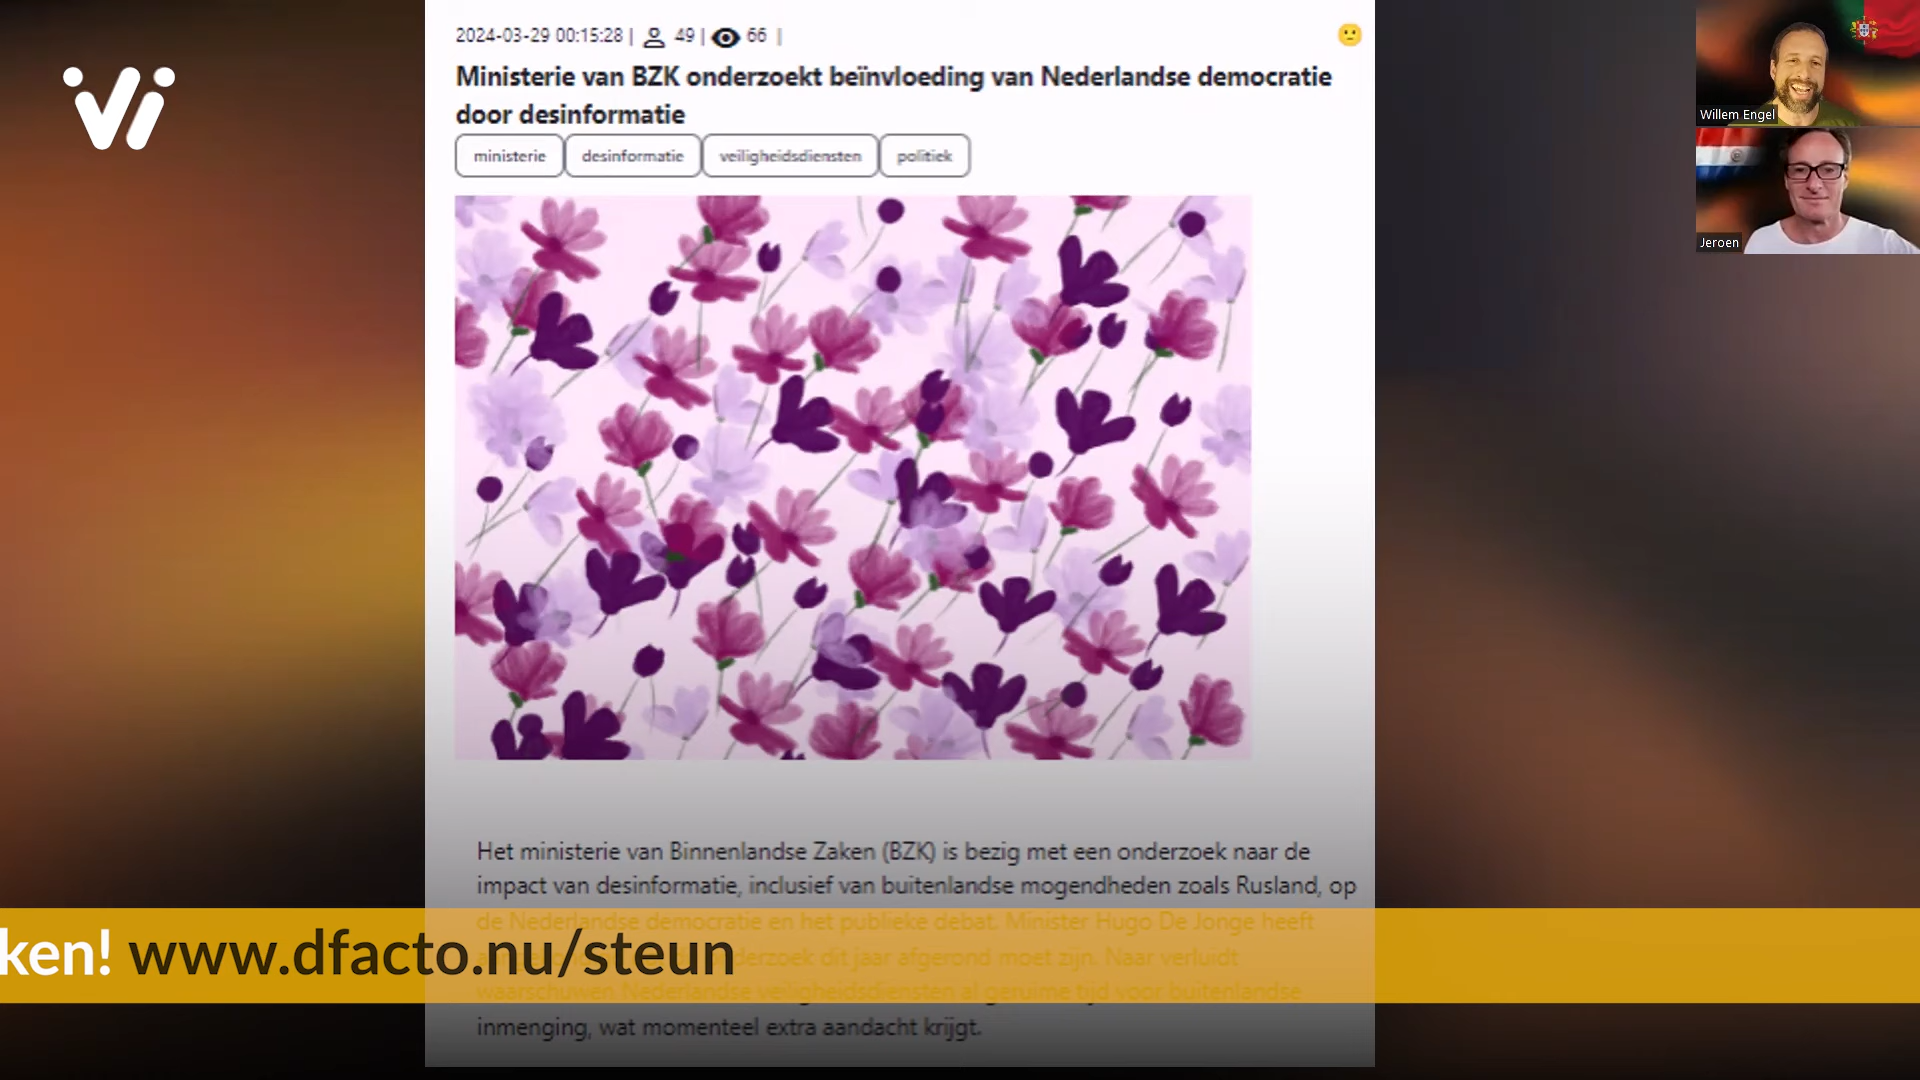 2024-03-29 00:15:28 | 49 | 66 |
Ministerie van BZK onderzoekt beïnvloeding van Nederlandse democratie
door desinformatie
ministerie desinformatie veiligheidsdiensten politiek
Willem Engel
Jeroen
Het ministerie van Binnenlandse Zaken (BZK) is bezig met een onderzoek naar de
impact van desinformatie, inclusief van buitenlandse mogendheden zoals Rusland, op
de Nederlandse democratie en het publieke debat. Minister Hugo De Jonge heeft
dit jaar afgerond moet zijn. Naar verluidt
waarschuwen Nederlandse veiligheidsdiensten al geruime tijd voor buitenlandse
inmenging, wat momenteel extra aandacht krijgt.
ken! www.dfacto.nu/steun